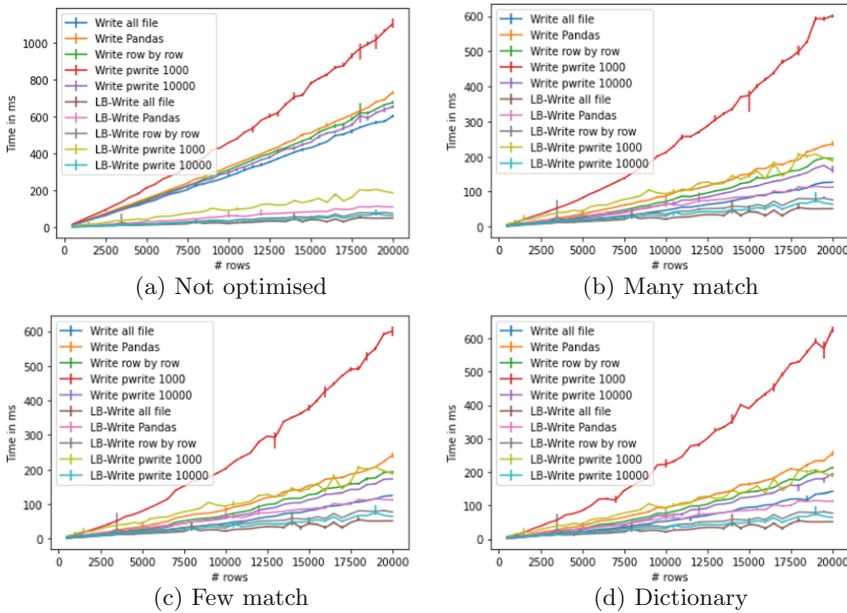 Write all file
Write Pandas
Write row by row
Write pwrite 1000
Write pwrite 10000
LB-Write all file
LB-Write Pandas
LB-Write row by row
LB-Write pwrite 1000
LB-Write pwrite 10000
Time in ms
1000
800
600
400
200
0
0 2500 5000 7500 10000 12500 15000 17500 20000
# rows
(a) Not optimised
Write all file
Write Pandas
Write row by row
Write pwrite 1000
Write pwrite 10000
LB-Write all file
LB-Write Pandas
LB-Write row by row
LB-Write pwrite 1000
LB-Write pwrite 10000
Time in ms
600
500
400
300
200
100
0
0 2500 5000 7500 10000 12500 15000 17500 20000
# rows
(b) Many match
Write all file
Write Pandas
Write row by row
Write pwrite 1000
Write pwrite 10000
LB-Write all file
LB-Write Pandas
LB-Write row by row
LB-Write pwrite 1000
LB-Write pwrite 10000
Time in ms
600
500
400
300
200
100
0
0 2500 5000 7500 10000 12500 15000 17500 20000
# rows
(c) Few match
Write all file
Write Pandas
Write row by row
Write pwrite 1000
Write pwrite 10000
LB-Write all file
LB-Write Pandas
LB-Write row by row
LB-Write pwrite 1000
LB-Write pwrite 10000
Time in ms
600
500
400
300
200
100
0
0 2500 5000 7500 10000 12500 15000 17500 20000
# rows
(d) Dictionary